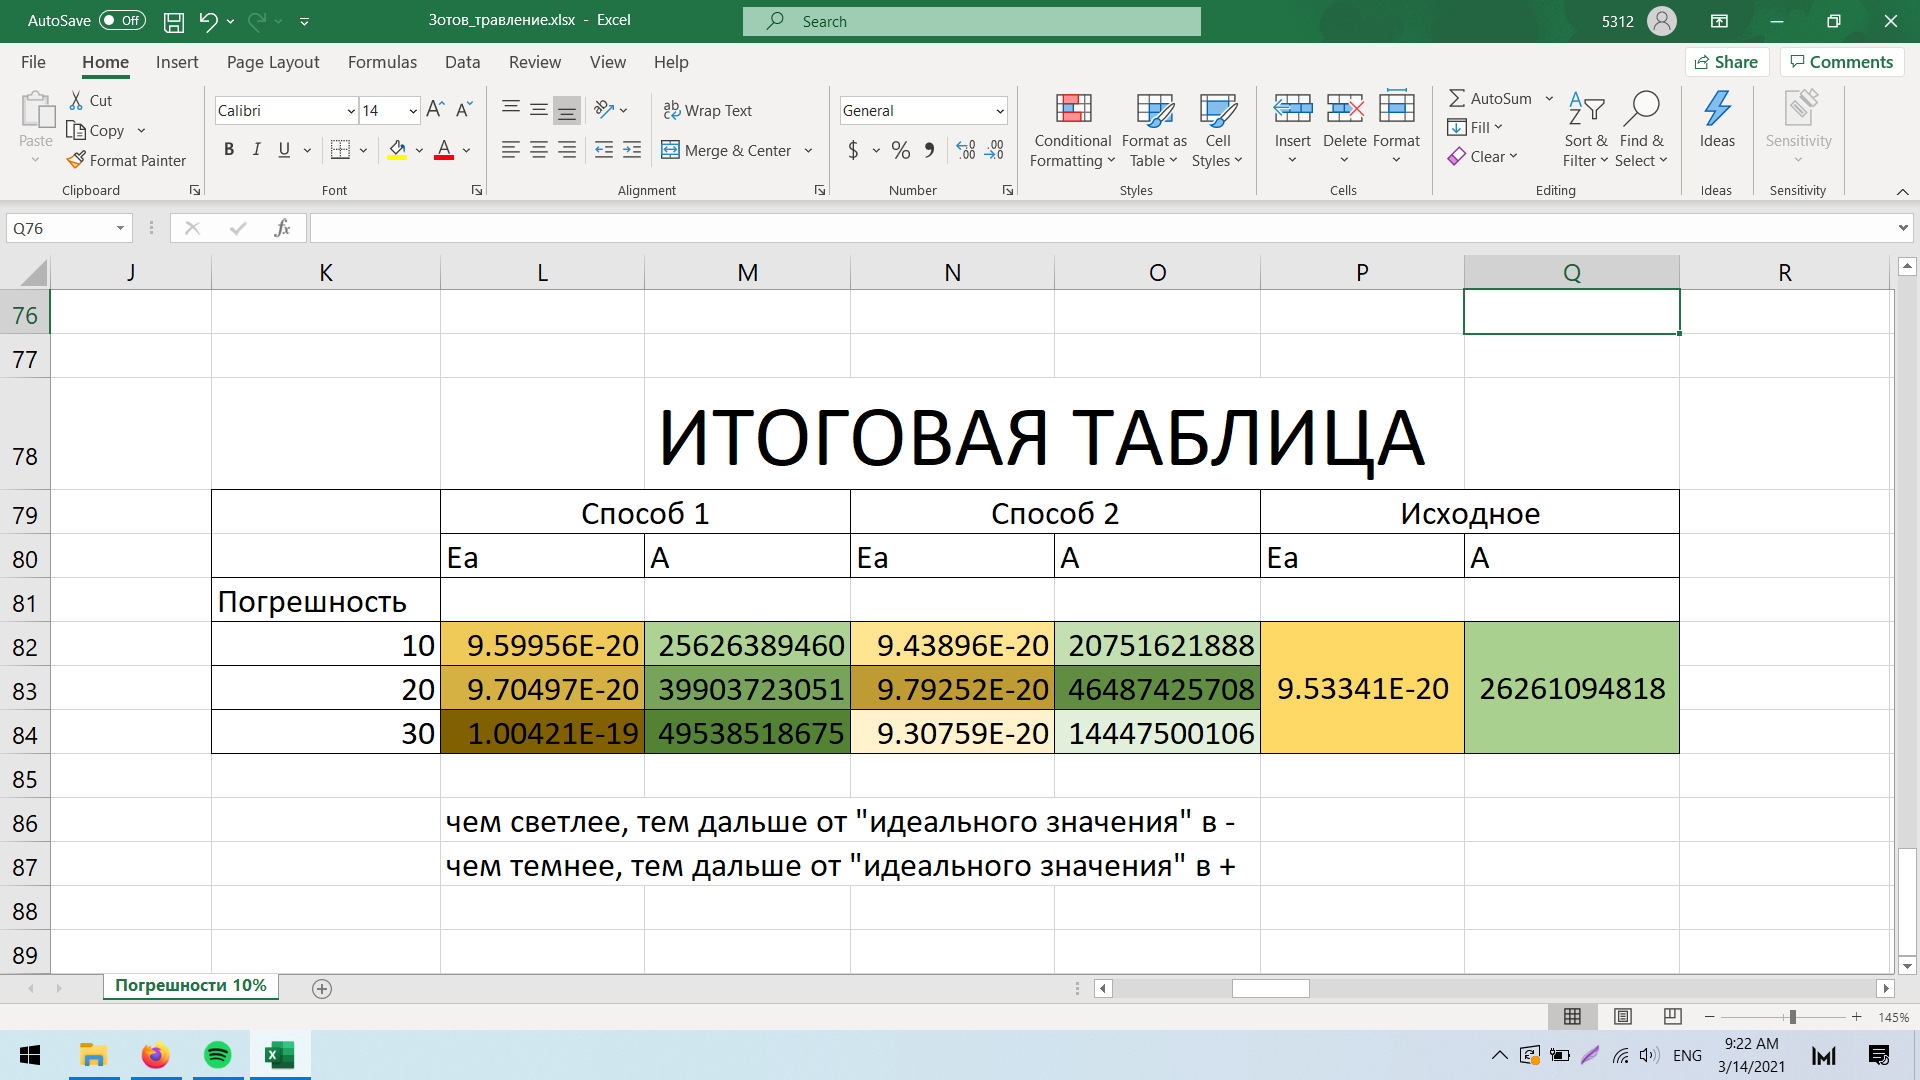 AutoSave Off Зотов_травление.xlsx - Excel Search 5312
File Home Insert Page Layout Formulas Data Review View Help Share Comments
Paste Cut Copy Format Painter Clipboard
Calibri 14 B I U A Font
Wrap Text Merge & Center Alignment
General $ % Number
Conditional Formatting Format as Table Cell Styles Styles
Insert Delete Format Cells
AutoSum Fill Clear Sort & Filter Find & Select Editing
Ideas Ideas
Sensitivity Sensitivity
Q76 fx
J K L M N O P Q R
76
77
78 ИТОГОВАЯ ТАБЛИЦА
79 Способ 1 Способ 2 Исходное
80 Ea A Ea A Ea A
81 Погрешность
82 10 9.59956E-20 25626389460 9.43896E-20 20751621888
83 20 9.70497E-20 39903723051 9.79252E-20 46487425708 9.53341E-20 26261094818
84 30 1.00421E-19 49538518675 9.30759E-20 14447500106
85
86 чем светлее, тем дальше от "идеального значения" в -
87 чем темнее, тем дальше от "идеального значения" в +
88
89
Погрешности 10%
145%
ENG 9:22 AM
3/14/2021